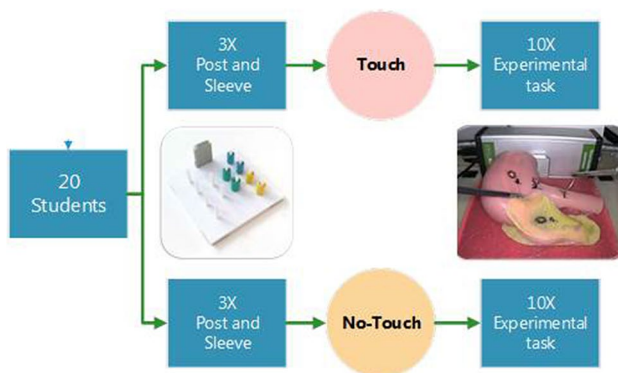 3X
Post and
Sleeve
Touch
10X
Experimental
task
20
Students
3X
Post and
Sleeve
No-Touch
10X
Experimental
task